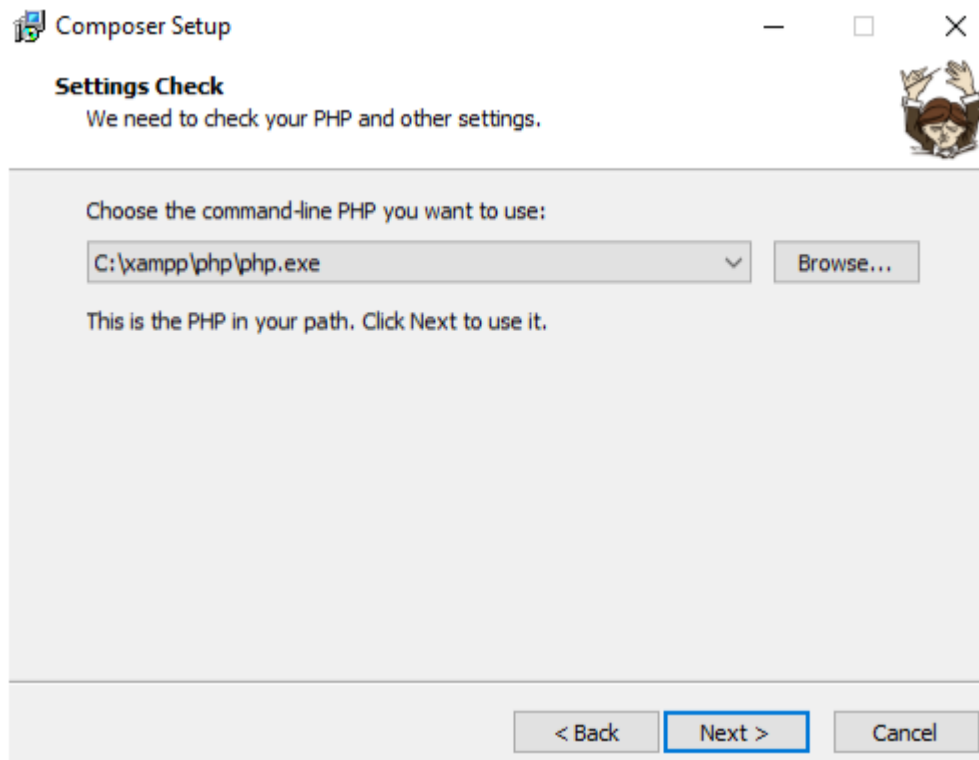 Composer Setup
Settings Check
We need to check your PHP and other settings.
Choose the command-line PHP you want to use:
C:\xampp\php\php.exe
Browse...
This is the PHP in your path. Click Next to use it.
< Back
Next >
Cancel